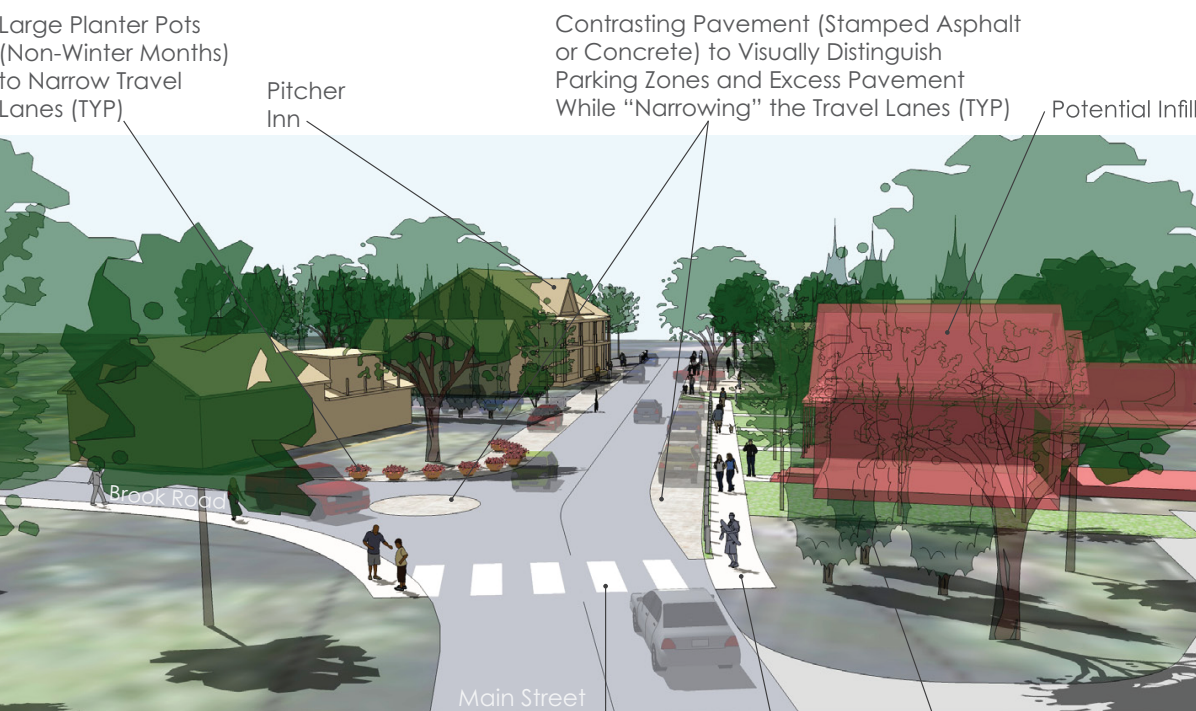 Large Planter Pots
(Non-Winter Months)
to Narrow Travel
Lanes (TYP)
Pitcher
Inn
Contrasting Pavement (Stamped Asphalt
or Concrete) to Visually Distinguish
Parking Zones and Excess Pavement
While “Narrowing” the Travel Lanes (TYP)
Potential Infill
Brook Road
Main Street